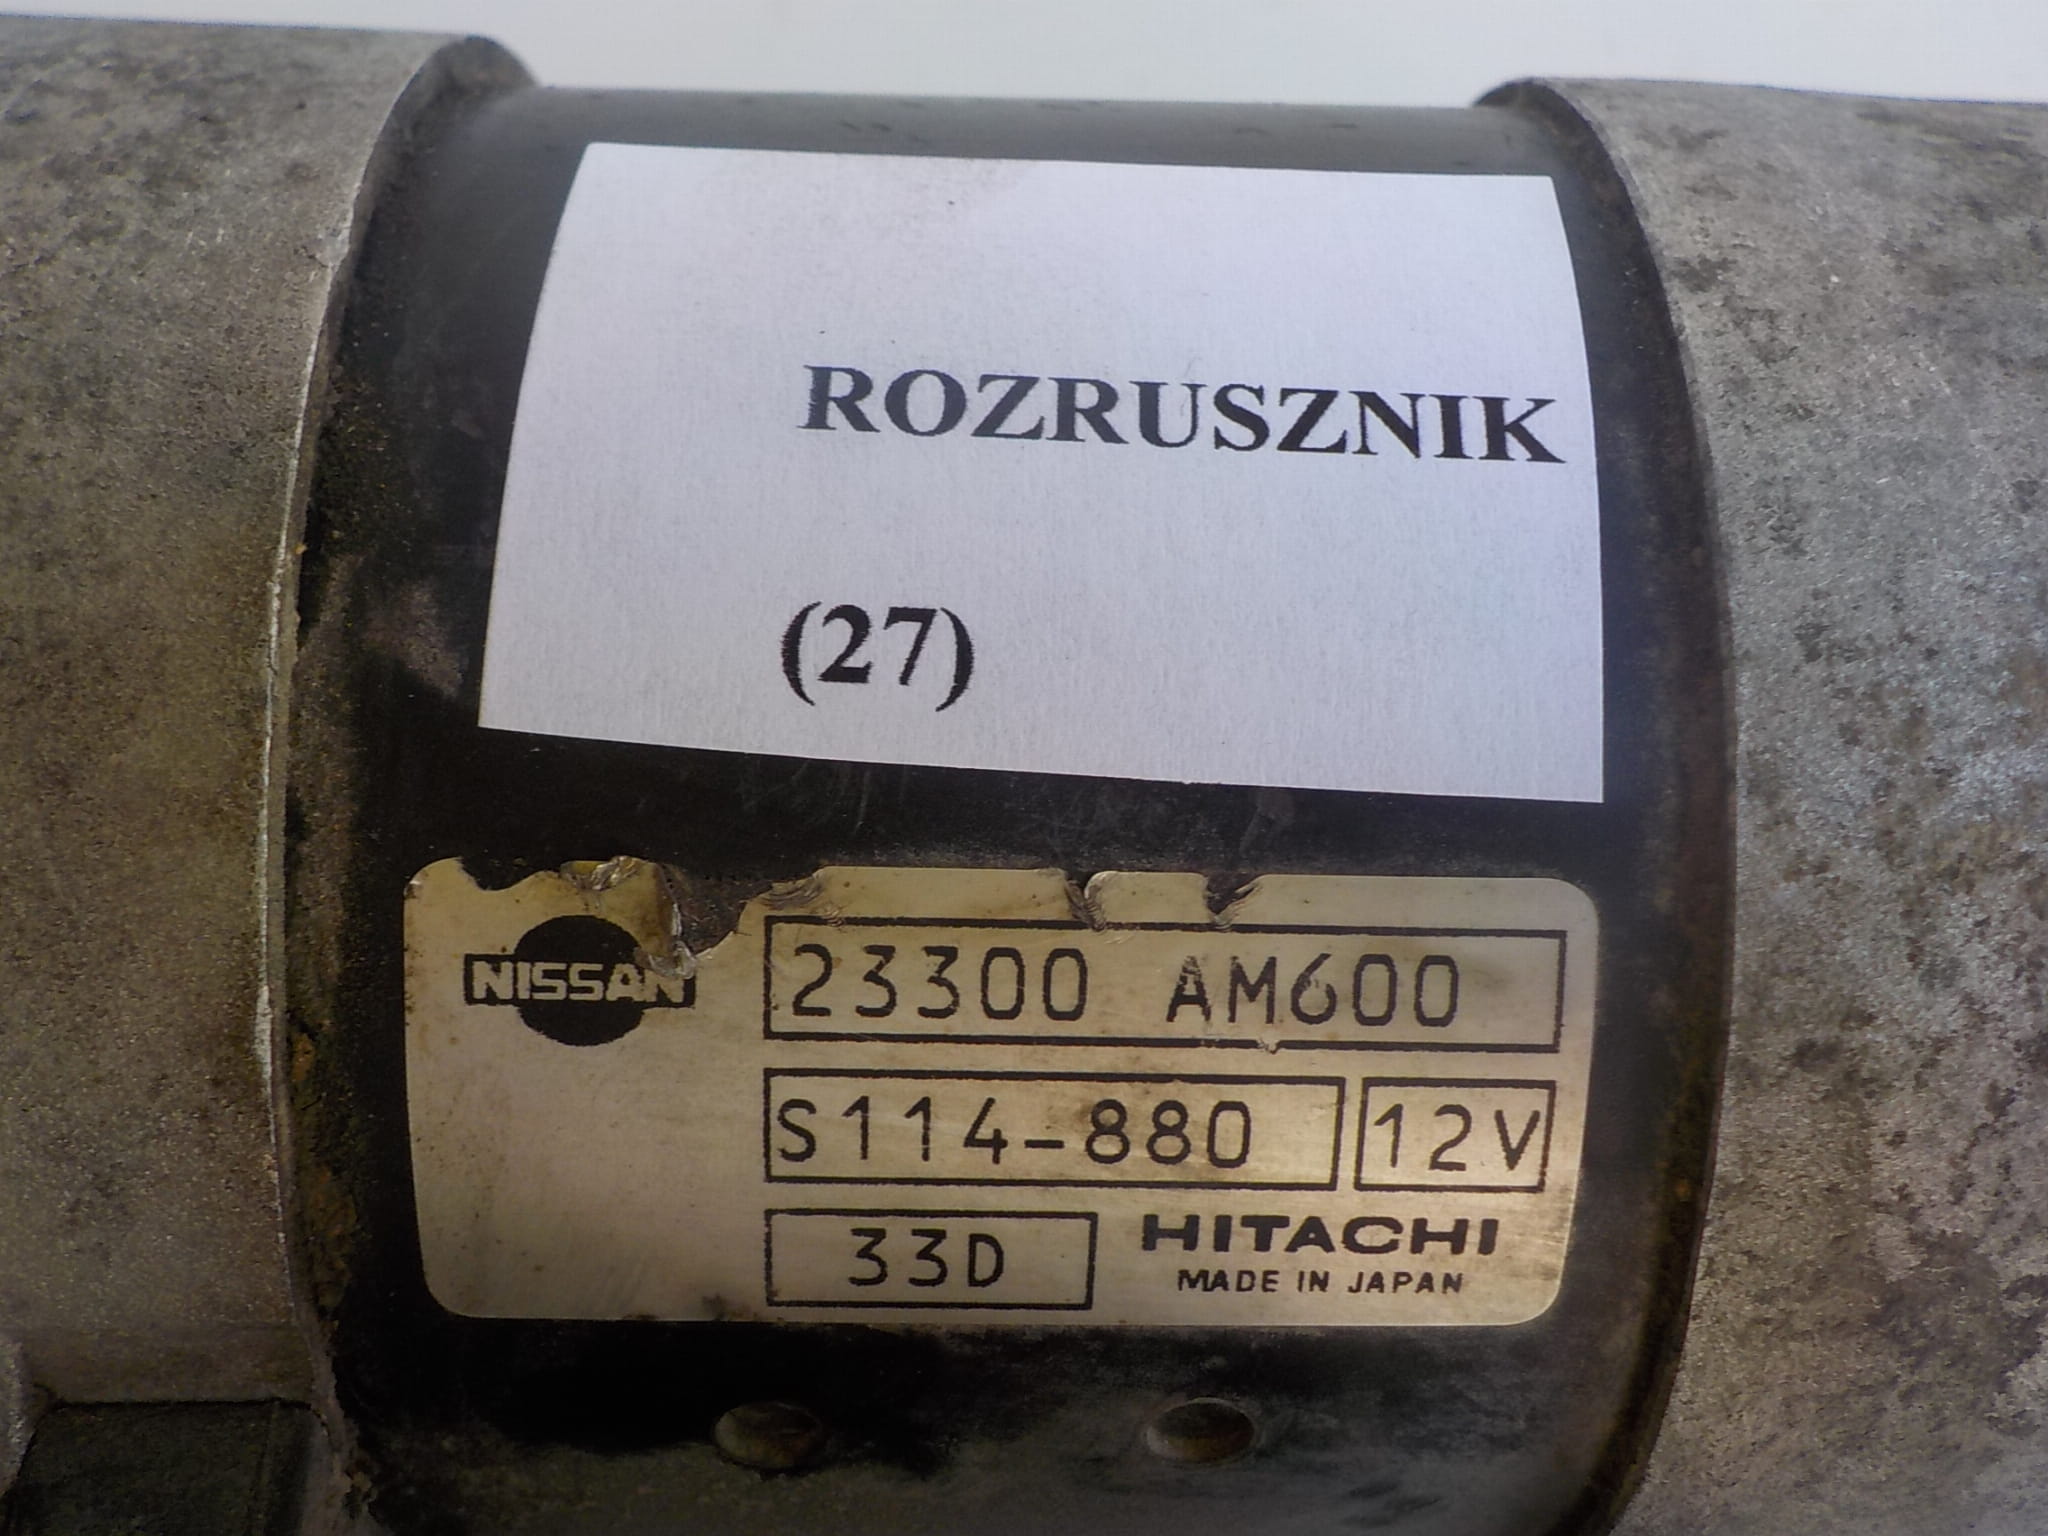 ROZRUSZNIK
(27)
NISSAN
23300 AM600
S114-880 12V
33D
HITACHI
MADE IN JAPAN